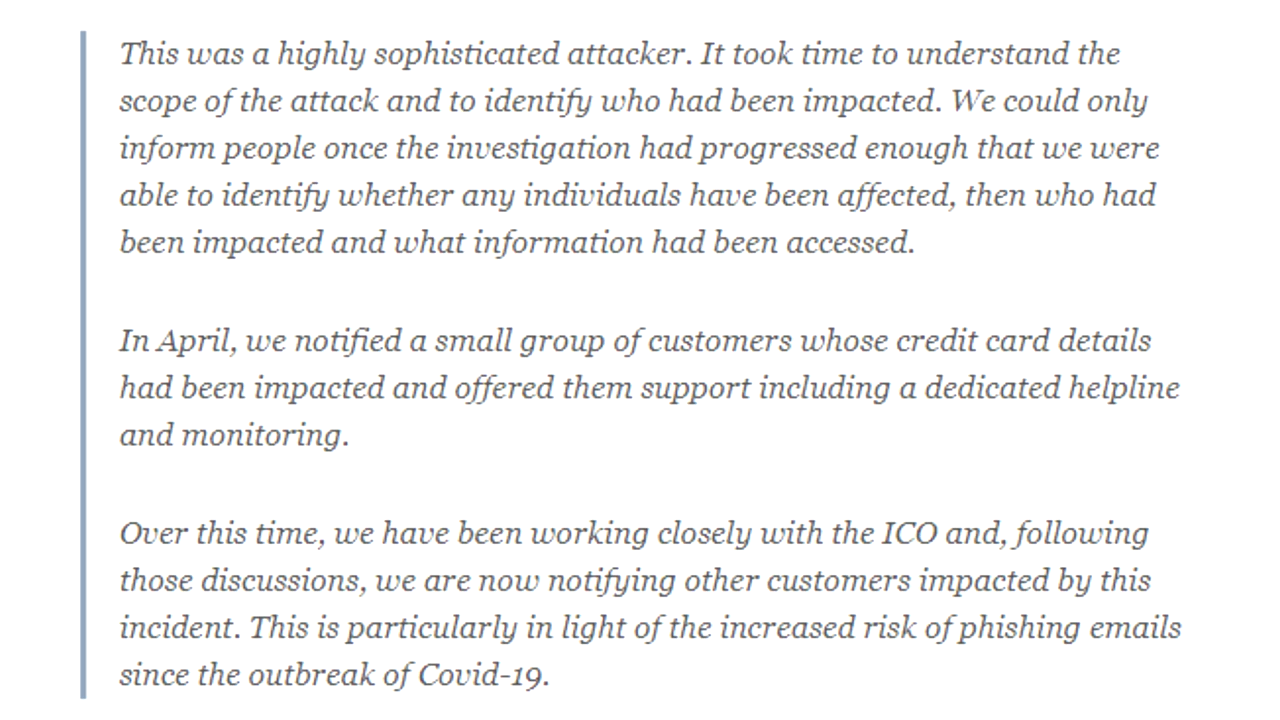 This was a highly sophisticated attacker. It took time to understand the
scope of the attack and to identify who had been impacted. We could only
inform people once the investigation had progressed enough that we were
able to identify whether any individuals have been affected, then who had
been impacted and what information had been accessed.
In April, we notified a small group of customers whose credit card details
had been impacted and offered them support including a dedicated helpline
and monitoring.
Over this time, we have been working closely with the ICO and, following
those discussions, we are now notifying other customers impacted by this
incident. This is particularly in light of the increased risk of phishing emails
since the outbreak of Covid-19.